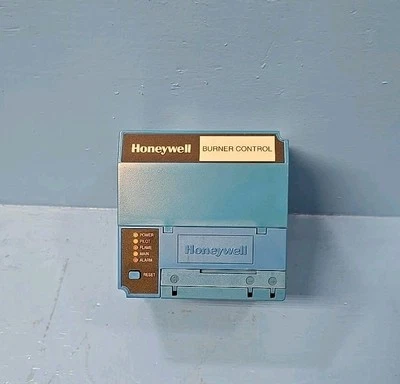 Honeywell BURNER CONTROL
Honeywell
POWER
PILOT
FLAME
MAIN
ALARM
RESET